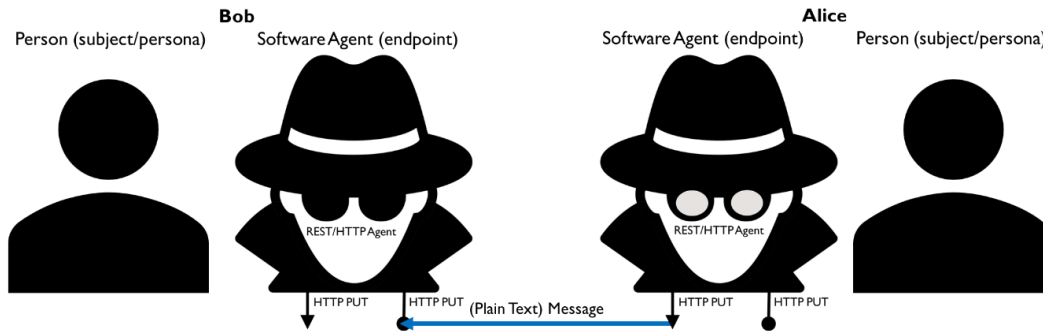 Bob
Alice
Person (subject/persona)
Software Agent (endpoint)
Software Agent (endpoint)
Person (subject/persona)
REST/HTTP Agent
REST/HTTP Agent
HTTP PUT
HTTP PUT
(Plain Text) Message
HTTP PUT
HTTP PUT